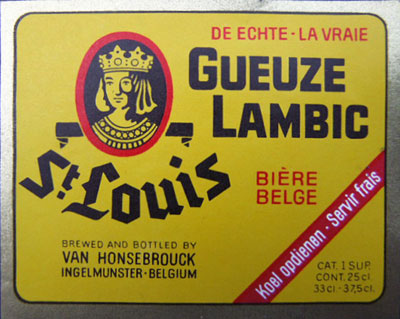 DE ECHTE - LA VRAIE
GUEUZE
LAMBIC
St. Louis
BIÈRE
BELGE
BREWED AND BOTTLED BY
VAN HONSEBROUCK
INGELMUNSTER - BELGIUM
Koel opdienen - Servir frais
CAT. 1 SUP.
CONT. 25 cl.
33 cl - 37,5 cl.